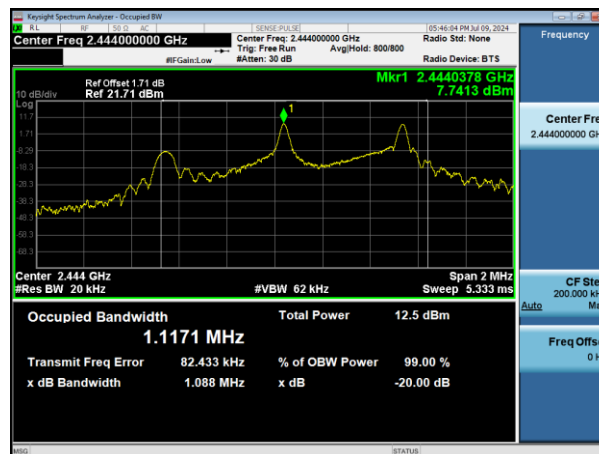 Keysight Spectrum Analyzer - Occupied BW
RL RF 50 Ω AC SENSE:PULSE 05:46:04 PM Jul 09, 2024
Center Freq 2.444000000 GHz Center Freq: 2.444000000 GHz Radio Std: None Frequency
Trig: Free Run Avg|Hold: 800/800
#IFGain:Low #Atten: 30 dB Radio Device: BTS
Mkr1 2.4440378 GHz
7.7413 dBm
Ref Offset 1.71 dB
10 dB/div Ref 21.71 dBm
Log
11.7
1.71
-8.29
-18.3
-28.3
-38.3
-48.3
-58.3
-68.3
1
Center Fre
2.444000000 GH
Center 2.444 GHz Span 2 MHz
#Res BW 20 kHz #VBW 62 kHz Sweep 5.333 ms
CF Ste
200.000 kH
Auto Ma
Occupied Bandwidth Total Power 12.5 dBm
1.1171 MHz
Freq Offs
0 H
Transmit Freq Error 82.433 kHz % of OBW Power 99.00 %
x dB Bandwidth 1.088 MHz x dB -20.00 dB
MSG STATUS